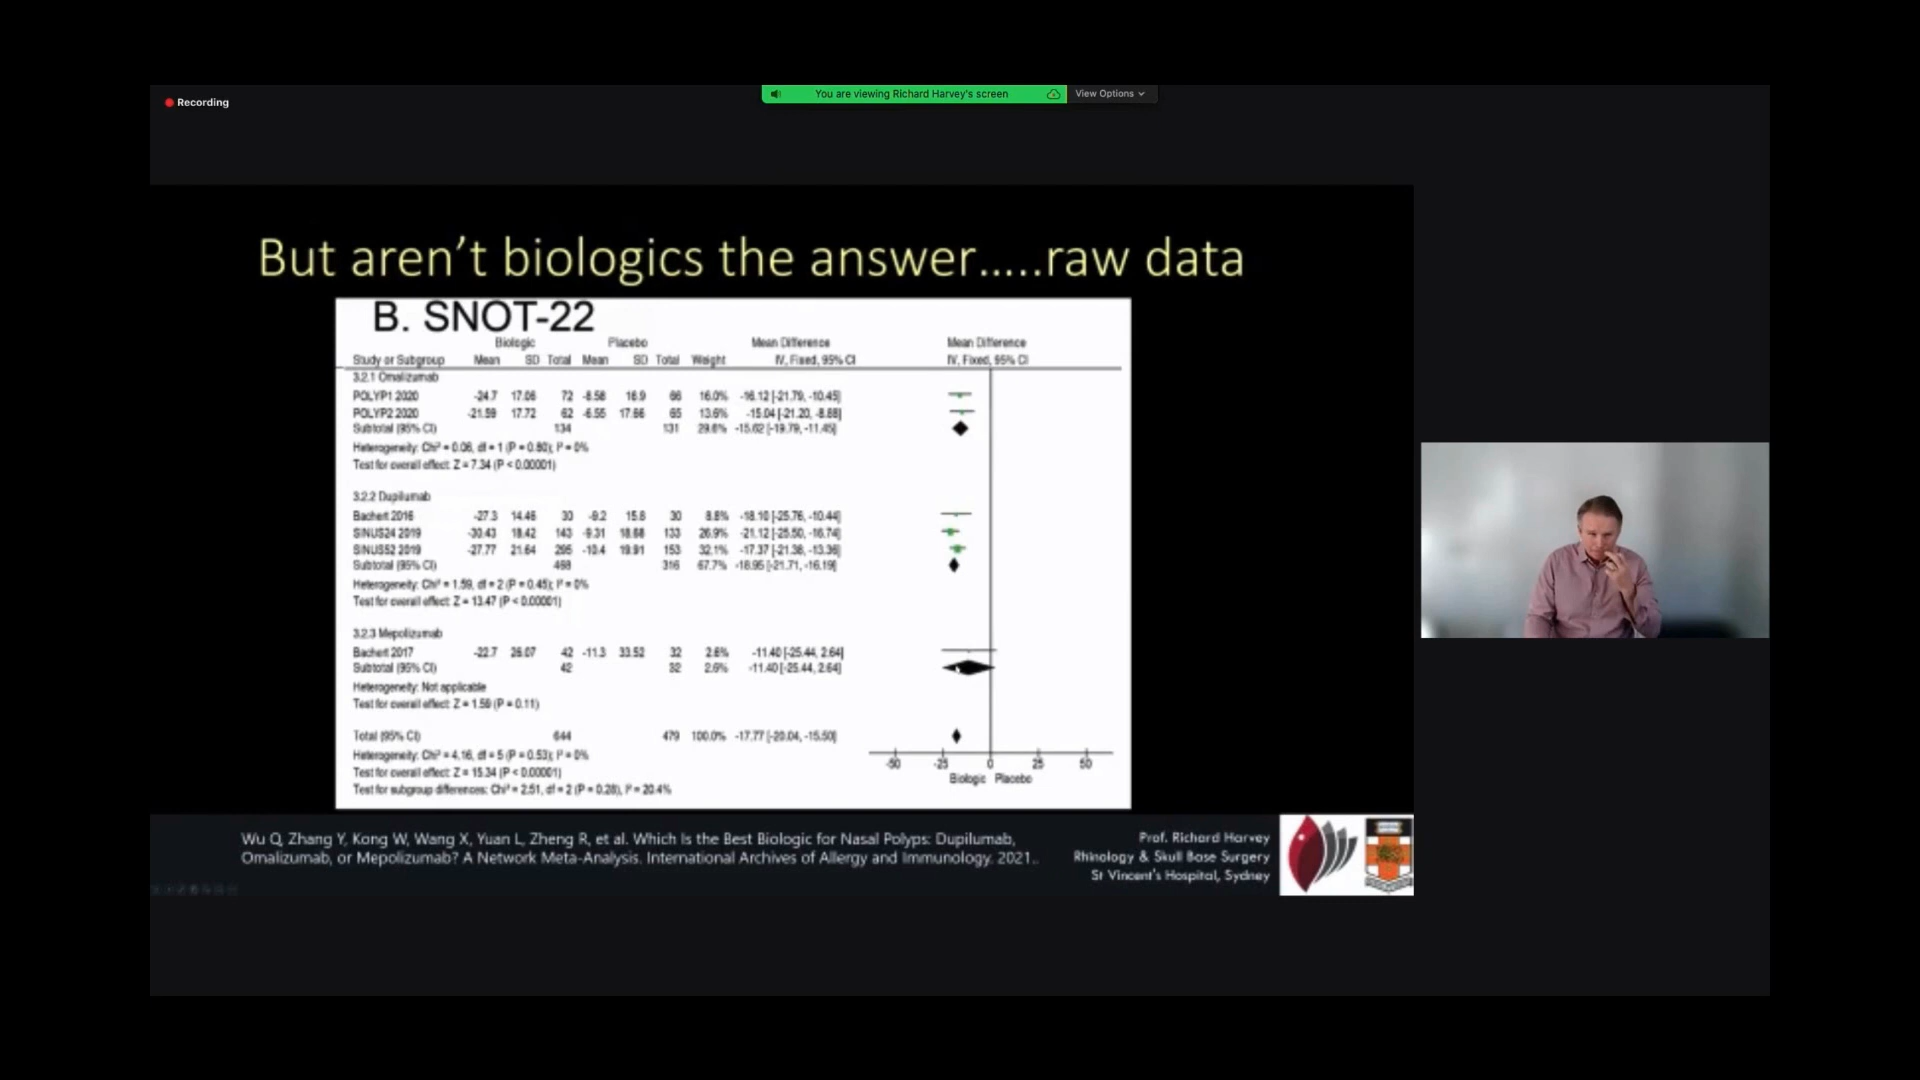 Recording
You are viewing Richard Harvey's screen
View Options
But aren't biologics the answer.....raw data
B. SNOT-22
Biologic Placebo Mean Difference Mean Difference
Study or Subgroup Mean SD Total Mean SD Total Weight IV, Fixed, 95% CI IV, Fixed, 95% CI
3.2.1 Omalizumab
POLYP1 2020 -24.7 17.06 72 -8.58 16.9 66 16.0% -16.12 [-21.79, -10.45]
POLYP2 2020 -21.59 17.72 62 -6.55 17.66 65 13.6% -15.04 [-21.20, -8.88]
Subtotal (95% CI) 134 131 29.6% -15.62 [-19.79, -11.45]
Heterogeneity: Chi² = 0.06, df = 1 (P = 0.80); I² = 0%
Test for overall effect: Z = 7.34 (P < 0.00001)
3.2.2 Dupilumab
Bachert 2016 -27.3 14.46 30 -9.2 15.8 30 8.8% -18.10 [-25.76, -10.44]
SINUS24 2019 -30.43 18.42 143 -9.31 18.68 133 26.9% -21.12 [-25.50, -16.74]
SINUS52 2019 -27.77 21.64 295 -10.4 19.91 153 32.1% -17.37 [-21.38, -13.36]
Subtotal (95% CI) 468 316 67.7% -18.95 [-21.71, -16.19]
Heterogeneity: Chi² = 1.59, df = 2 (P = 0.45); I² = 0%
Test for overall effect: Z = 13.47 (P < 0.00001)
3.2.3 Mepolizumab
Bachert 2017 -22.7 26.07 42 -11.3 33.52 32 2.6% -11.40 [-25.44, 2.64]
Subtotal (95% CI) 42 32 2.6% -11.40 [-25.44, 2.64]
Heterogeneity: Not applicable
Test for overall effect: Z = 1.59 (P = 0.11)
Total (95% CI) 644 479 100.0% -17.77 [-20.04, -15.50]
Heterogeneity: Chi² = 4.16, df = 5 (P = 0.53); I² = 0%
Test for overall effect: Z = 15.34 (P < 0.00001)
Test for subgroup differences: Chi² = 2.51, df = 2 (P = 0.28), I² = 20.4%
-50 -25 0 25 50
Biologic Placebo
Wu Q, Zhang Y, Kong W, Wang X, Yuan L, Zheng R, et al. Which Is the Best Biologic for Nasal Polyps: Dupilumab,
Omalizumab, or Mepolizumab? A Network Meta-Analysis. International Archives of Allergy and Immunology. 2021..
Prof. Richard Harvey
Rhinology & Skull Base Surgery
St Vincent's Hospital, Sydney